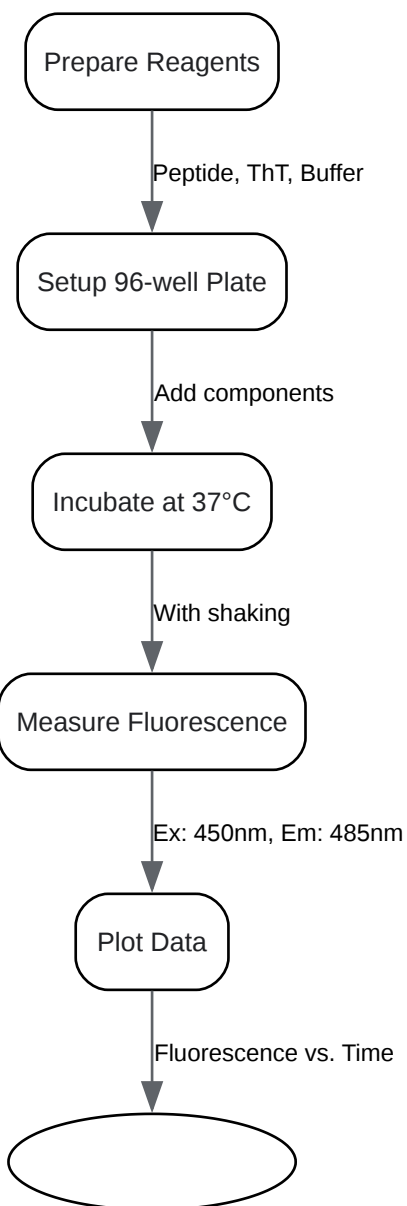 Prepare Reagents
Peptide, ThT, Buffer
Setup 96-well Plate
Add components
Incubate at 37°C
With shaking
Measure Fluorescence
Ex: 450nm, Em: 485nm
Plot Data
Fluorescence vs. Time